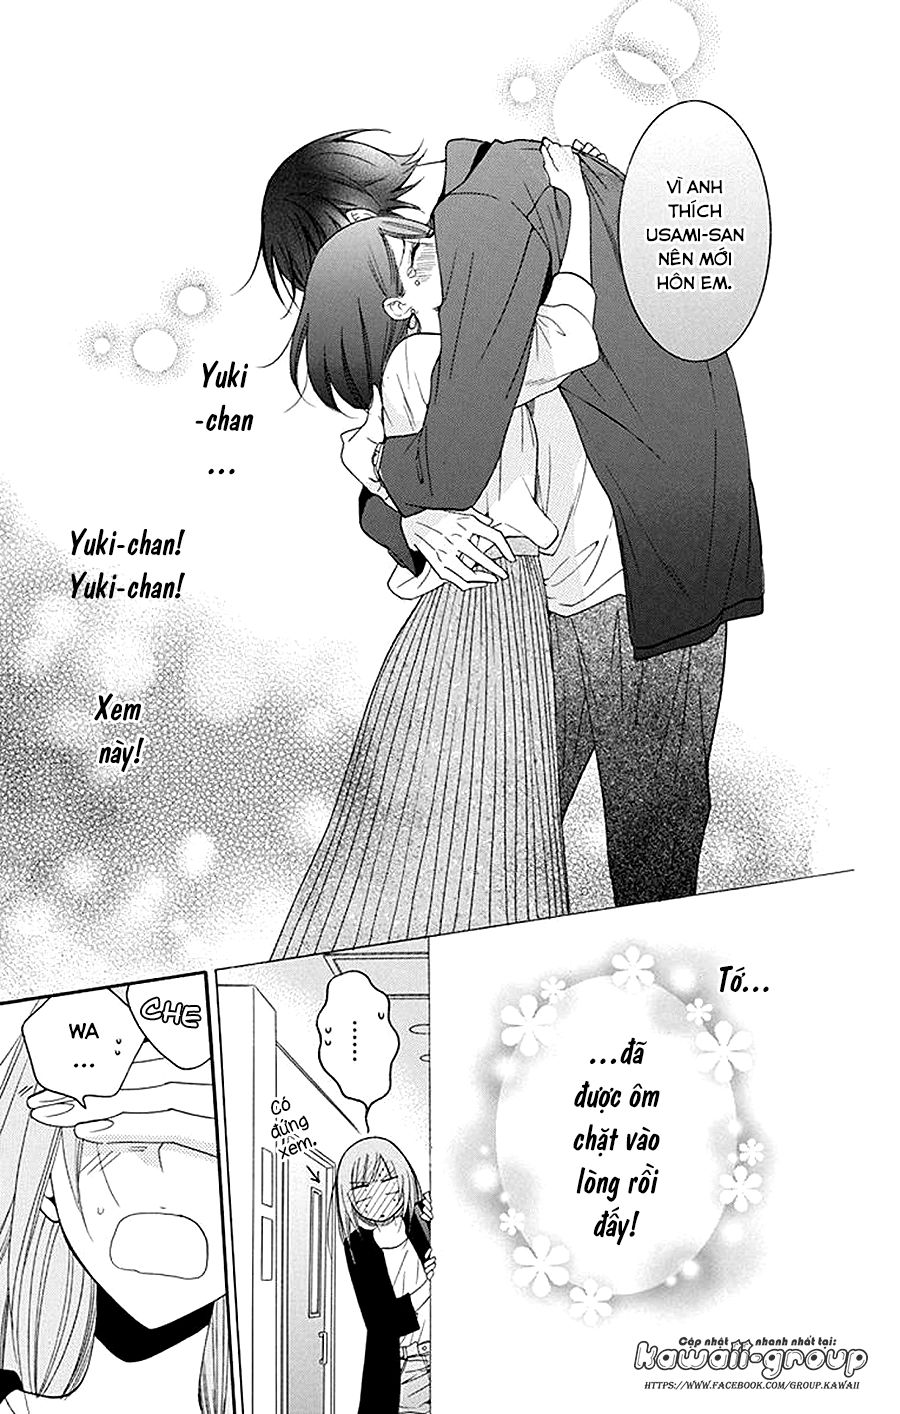 VÌ ANH
THÍCH
USAMI-SAN
NÊN MỚI
HÔN EM.
Yuki
-chan
...
Yuki-chan!
Yuki-chan!
Xem
này!
Tớ...
...đã
được ôm
chặt vào
lòng rồi
đấy!
......
Có
đứng
xem.
CHE
WA
...
Cập nhật nhanh nhất tại:
kawaii-group
HTTPS://WWW.FACEBOOK.COM/GROUP.KAWAII